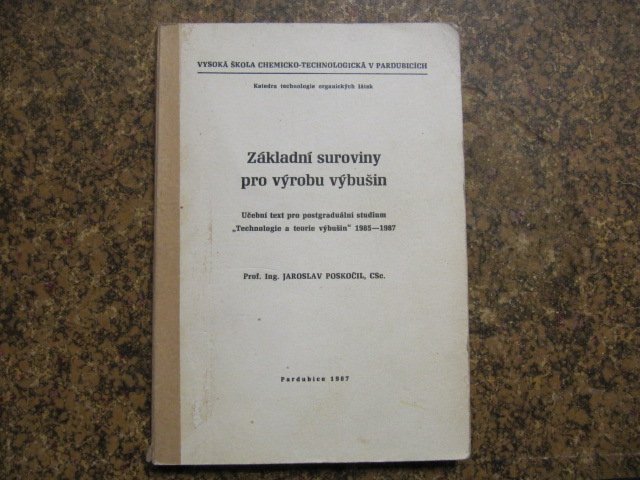 VYSOKÁ ŠKOLA CHEMICKO-TECHNOLOGICKÁ V PARDUBICÍCH
Katedra technologie organických látek
Základní suroviny
pro výrobu výbušin
Učební text pro postgraduální studium
„Technologie a teorie výbušin" 1985—1987
Prof. Ing. JAROSLAV POSKOČIL, CSc.
Pardubice 1987